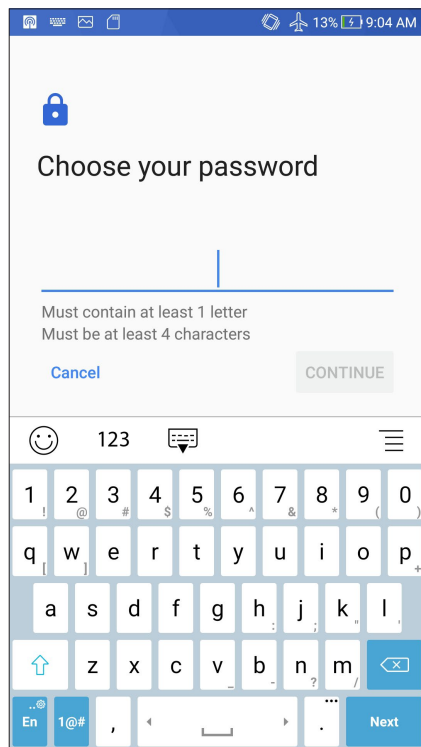 13% 9:04 AM
Choose your password
Must contain at least 1 letter
Must be at least 4 characters
Cancel CONTINUE
123
1 ! 2 @ 3 # 4 $ 5 % 6 ^ 7 & 8 * 9 ( 0 )
q [ w ] e r t y u i o p +
a s d f g h : j ; k " l '
z x c v _ b - n ? m /
En 1@# , . Next